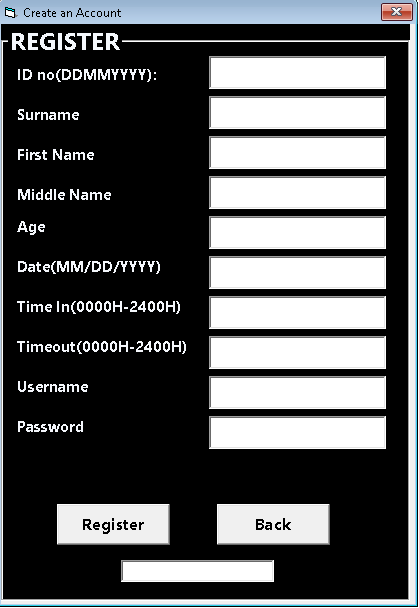 Create an Account
REGISTER
ID no(DDMMYYYY):
Surname
First Name
Middle Name
Age
Date(MM/DD/YYYY)
Time In(0000H-2400H)
Timeout(0000H-2400H)
Username
Password
Register
Back